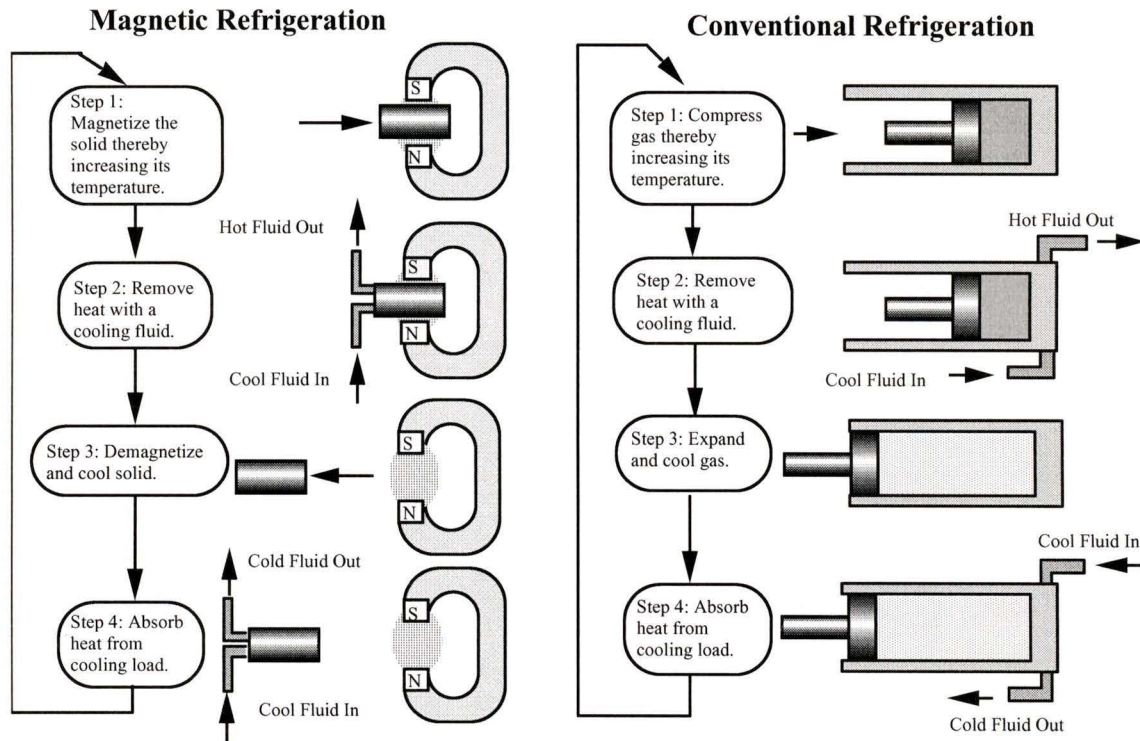 Magnetic Refrigeration
Step 1:
Magnetize the
solid thereby
increasing its
temperature.
S
N
Hot Fluid Out
Step 2: Remove
heat with a
cooling fluid.
S
N
Cool Fluid In
Step 3: Demagnetize
and cool solid.
S
N
Cold Fluid Out
Step 4: Absorb
heat from
cooling load.
S
N
Cool Fluid In
Conventional Refrigeration
Step 1: Compress
gas thereby
increasing its
temperature.
Hot Fluid Out
Step 2: Remove
heat with a
cooling fluid.
Cool Fluid In
Step 3: Expand
and cool gas.
Cool Fluid In
Step 4: Absorb
heat from
cooling load.
Cold Fluid Out